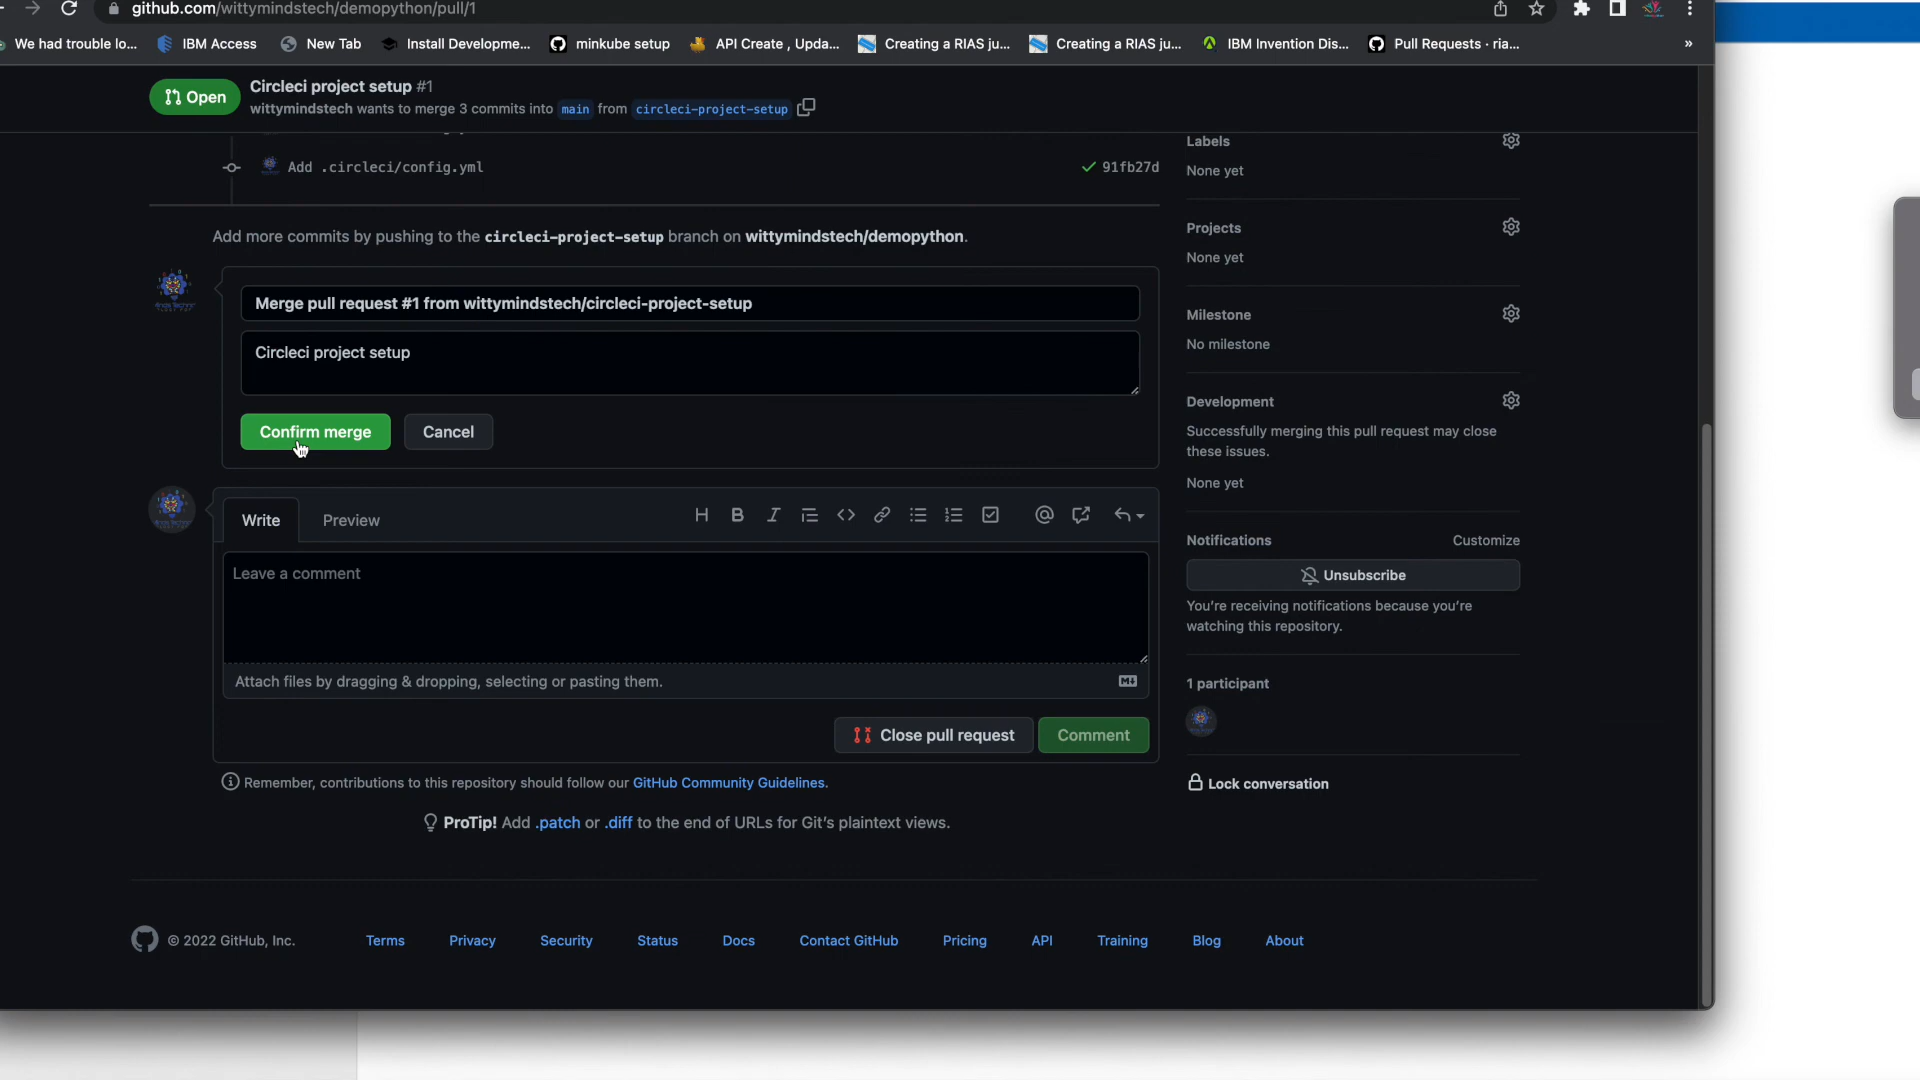 github.com/wittymindstech/demopython/pull/1
We had trouble lo... IBM Access New Tab Install Developme... minkube setup API Create , Upda... Creating a RIAS ju... Creating a RIAS ju... IBM Invention Dis... Pull Requests · ria... »
Open
Circleci project setup #1
wittymindstech wants to merge 3 commits into main from circleci-project-setup
Add .circleci/config.yml 91fb27d
Add more commits by pushing to the circleci-project-setup branch on wittymindstech/demopython.
Merge pull request #1 from wittymindstech/circleci-project-setup
Circleci project setup
Confirm merge Cancel
Write Preview
Leave a comment
Attach files by dragging & dropping, selecting or pasting them.
Close pull request Comment
Remember, contributions to this repository should follow our GitHub Community Guidelines.
ProTip! Add .patch or .diff to the end of URLs for Git's plaintext views.
Labels
None yet
Projects
None yet
Milestone
No milestone
Development
Successfully merging this pull request may close
these issues.
None yet
Notifications Customize
Unsubscribe
You're receiving notifications because you're
watching this repository.
1 participant
Lock conversation
© 2022 GitHub, Inc. Terms Privacy Security Status Docs Contact GitHub Pricing API Training Blog About